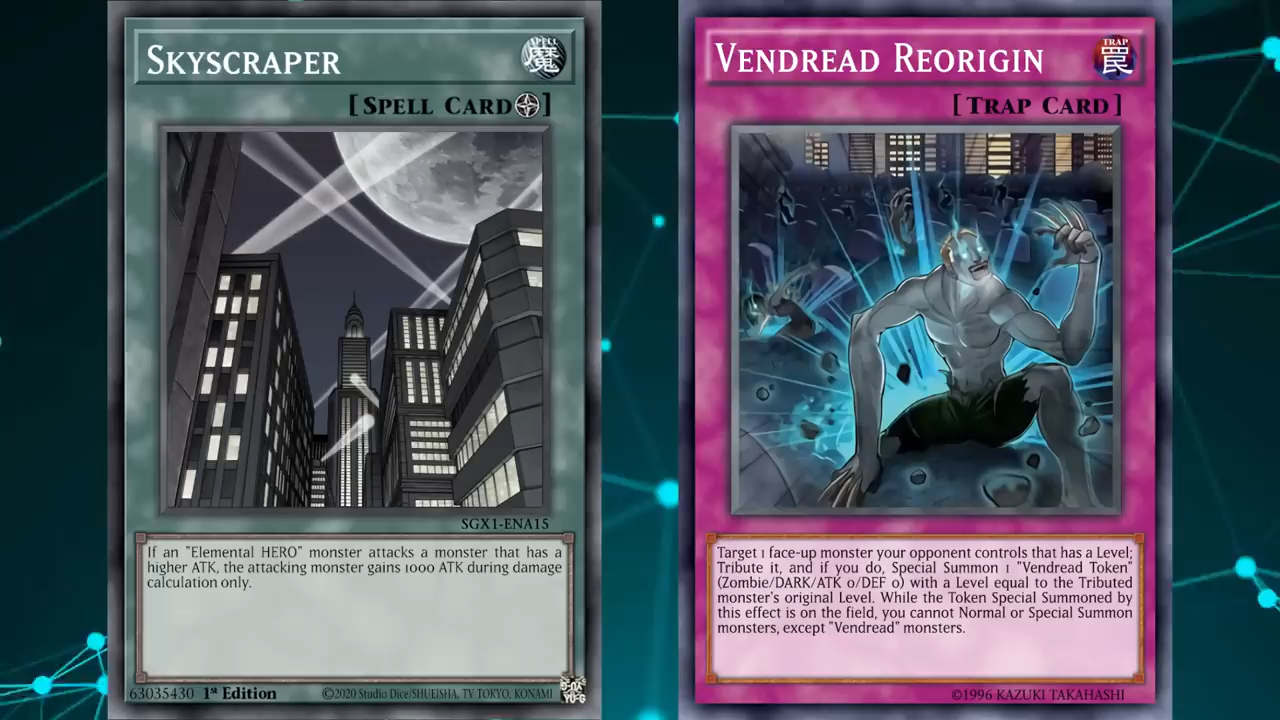 SKYSCRAPER
SPELL
魔
[SPELL CARD]
SGX1-ENA15
If an "Elemental HERO" monster attacks a monster that has a
higher ATK, the attacking monster gains 1000 ATK during damage
calculation only.
63035430 1st Edition
©2020 Studio Dice/SHUEISHA, TV TOKYO, KONAMI
VENDREAD REORIGIN
TRAP
罠
[TRAP CARD]
Target 1 face-up monster your opponent controls that has a Level;
Tribute it, and if you do, Special Summon 1 "Vendread Token"
(Zombie/DARK/ATK 0/DEF 0) with a Level equal to the Tributed
monster's original Level. While the Token Special Summoned by
this effect is on the field, you cannot Normal or Special Summon
monsters, except "Vendread" monsters.
©1996 KAZUKI TAKAHASHI